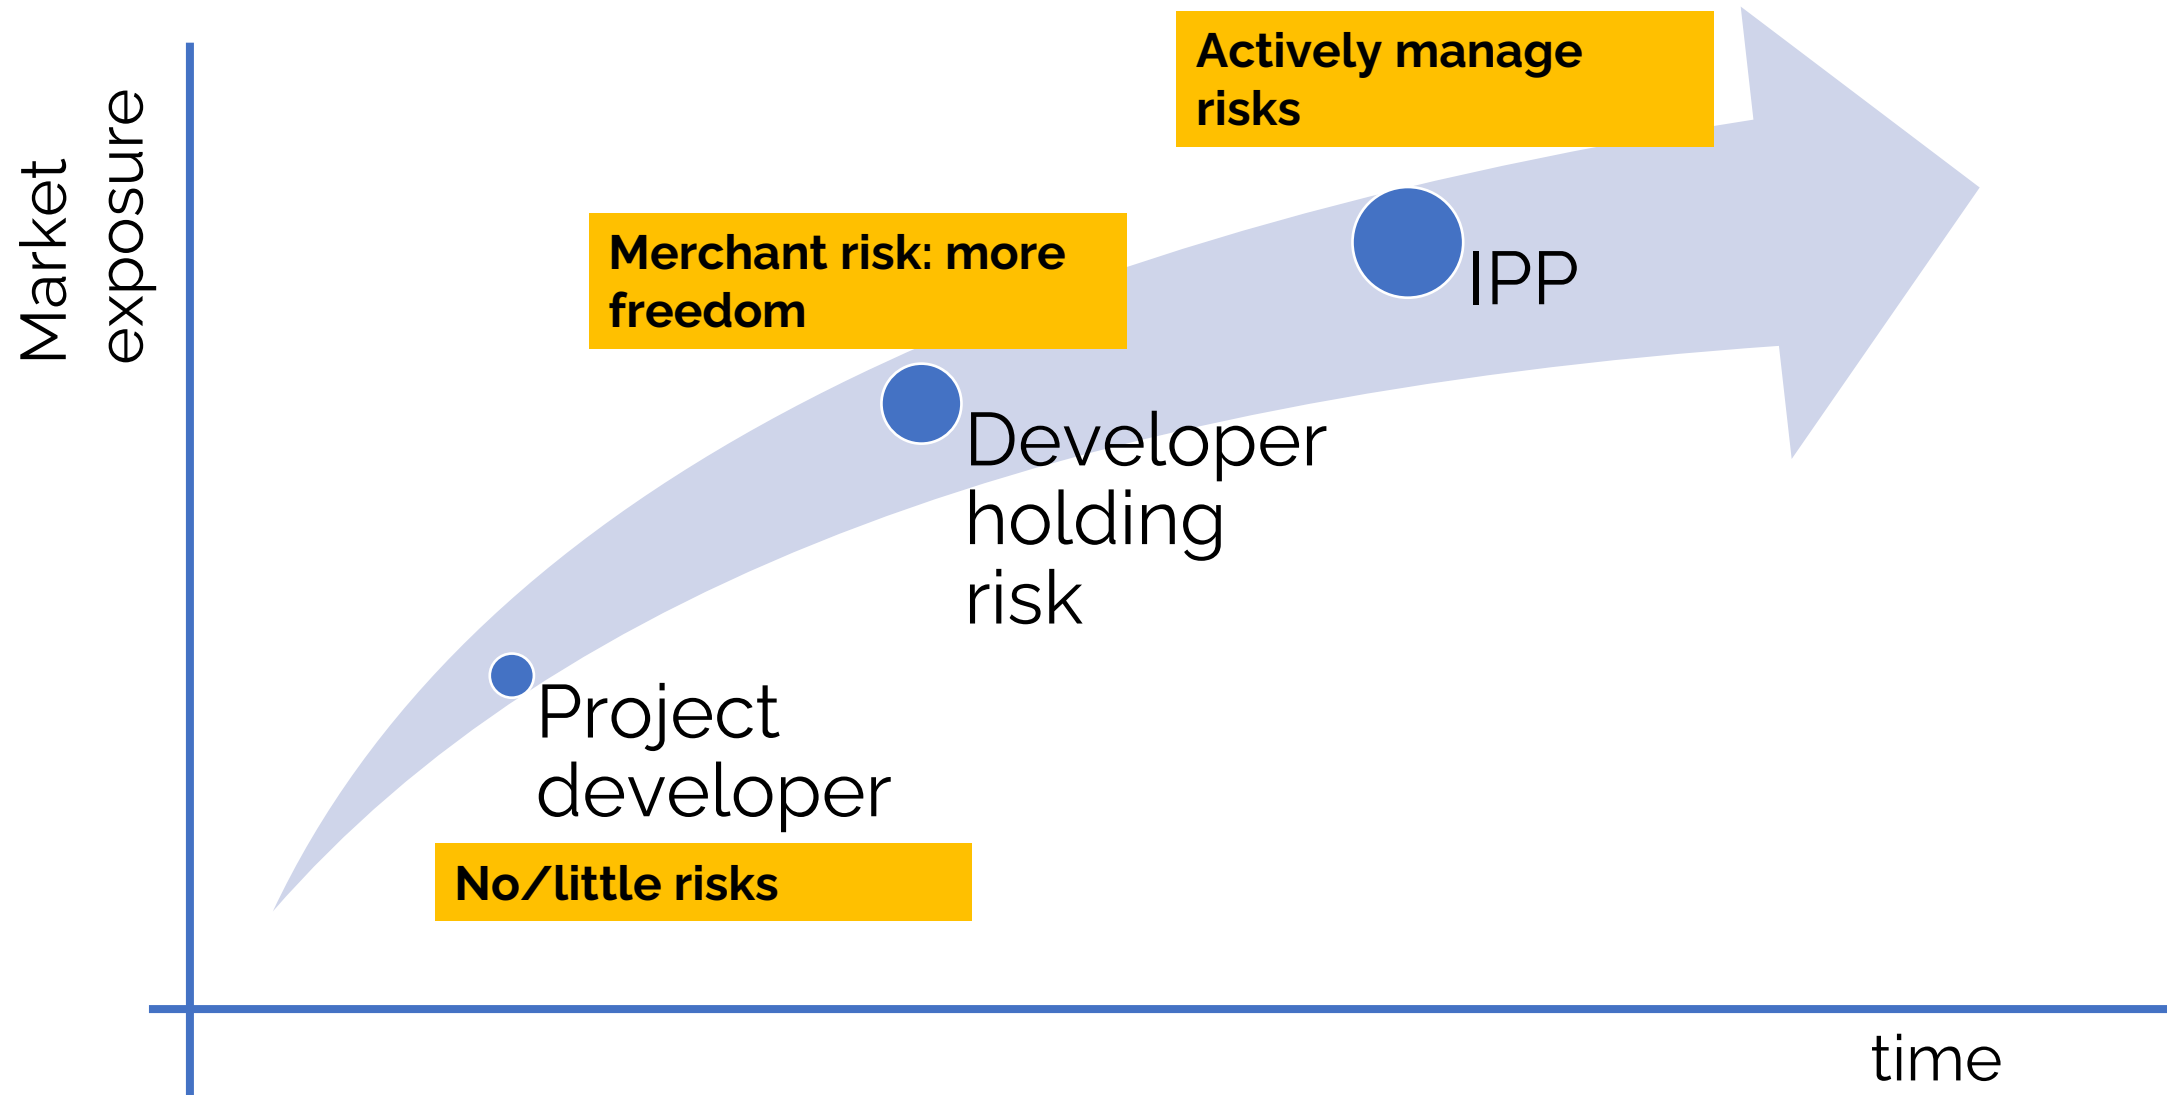 Market
exposure
Actively manage
risks
Merchant risk: more
freedom
IPP
Developer
holding
risk
Project
developer
No/little risks
time